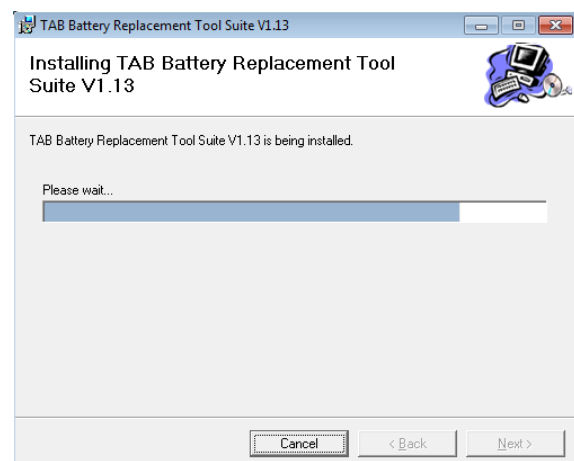 TAB Battery Replacement Tool Suite V1.13
Installing TAB Battery Replacement Tool
Suite V1.13
TAB Battery Replacement Tool Suite V1.13 is being installed.
Please wait...
Cancel
< Back
Next >